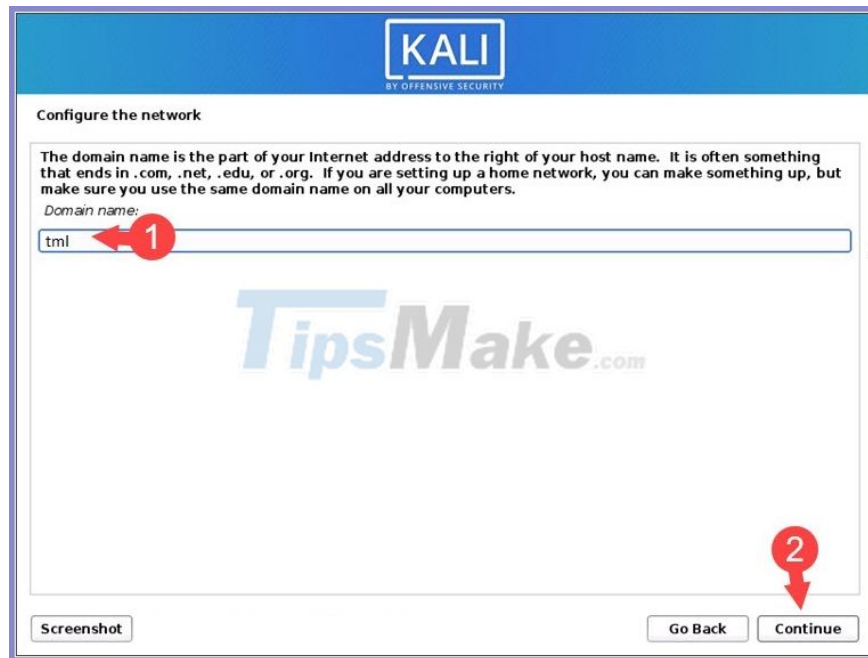 KALI
BY OFFENSIVE SECURITY
Configure the network
The domain name is the part of your Internet address to the right of your host name. It is often something
that ends in .com, .net, .edu, or .org. If you are setting up a home network, you can make something up, but
make sure you use the same domain name on all your computers.
Domain name:
tml
1
TipsMake.com
2
Screenshot
Go Back
Continue